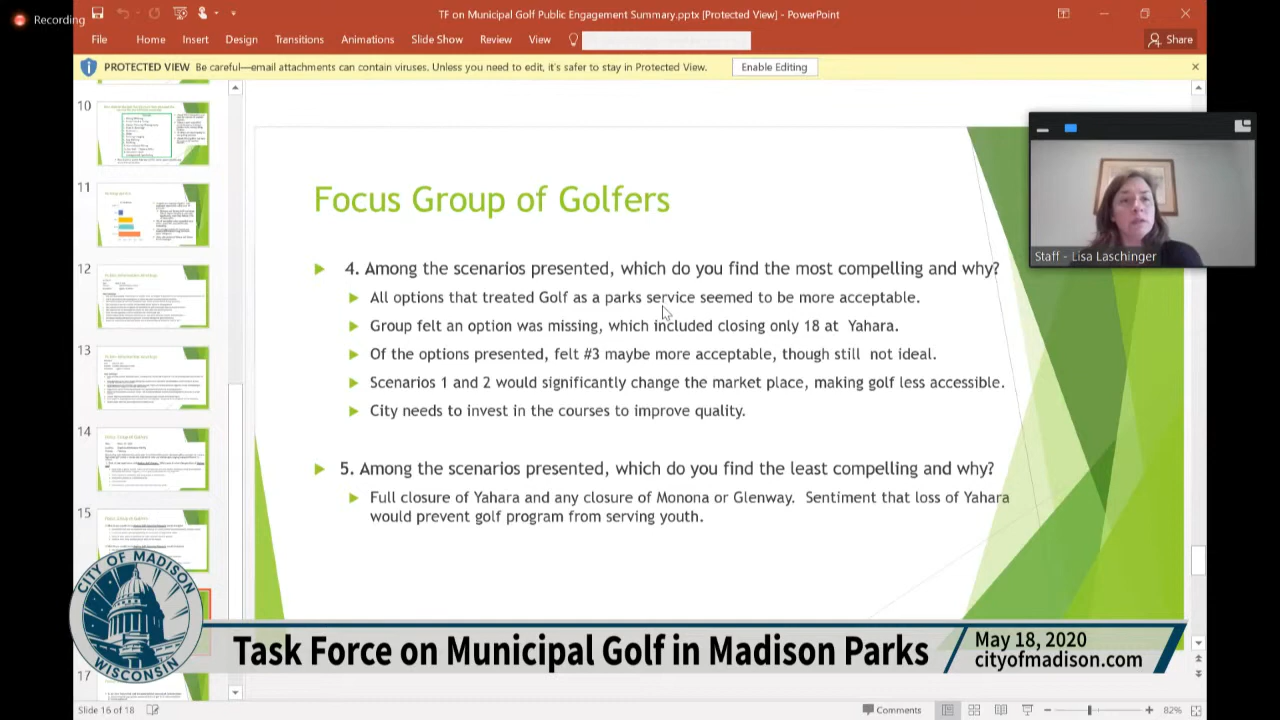 Recording
TF on Municipal Golf Public Engagement Summary.pptx [Protected View] - PowerPoint
File Home Insert Design Transitions Animations Slide Show Review View
Share
PROTECTED VIEW Be careful—email attachments can contain viruses. Unless you need to edit, it's safer to stay in Protected View.
Enable Editing
10
11
12
13
14
15
17
Focus Group of Golfers
4. Among the scenarios presented, which do you find the most compelling and why?
All options that treated Golf as a parks service seemed to be more acceptable.
Group felt an option was missing, which included closing only 18 at Yahara.
Of the options presented, felt #3 maybe more acceptable, though still not ideal.
Scenarios 1 and 2 would significantly change the market place making golf less accessible.
City needs to invest in the courses to improve quality.
5. Among the scenarios presented, which do you find the least compelling and why?
Full closure of Yahara and any closure of Monona or Glenway. Sentiment that loss of Yahara
would prevent golf program from serving youth.
Staff - Lisa Laschinger
CITY OF MADISON
WISCONSIN
Task Force on Municipal Golf in Madison Parks
May 18, 2020
cityofmadison.com
Slide 16 of 18
Comments
82%